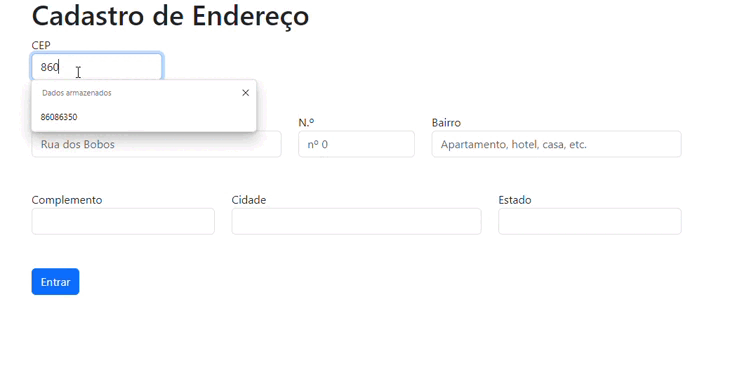 Cadastro de Endereço
CEP
860
Dados armazenados
86086350
N.º
Bairro
Rua dos Bobos
nº 0
Apartamento, hotel, casa, etc.
Complemento
Cidade
Estado
Entrar